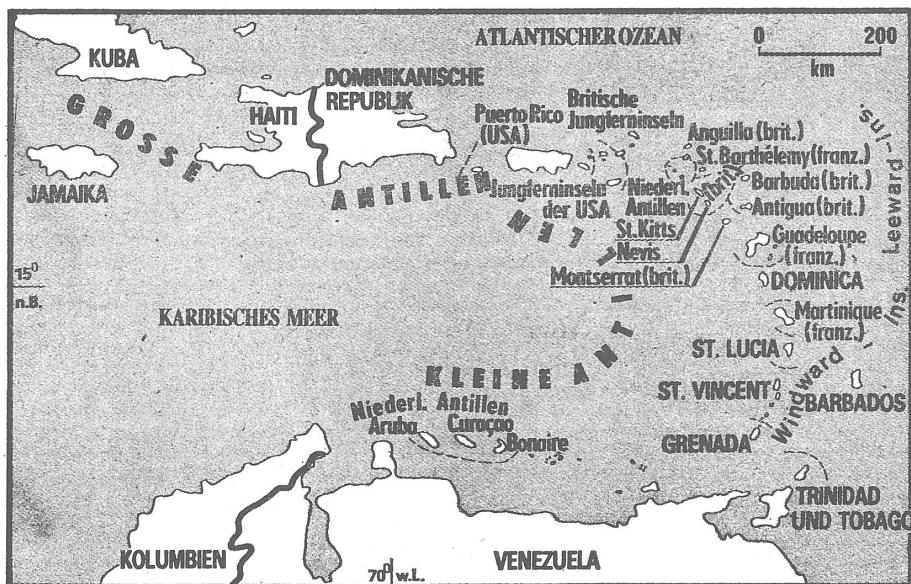 ATLANTISCHER OZEAN
0 200
km
KUBA
GROSSE ANTILLEN
HAITI
DOMINIKANISCHE
REPUBLIK
JAMAIKA
Puerto Rico
(USA)
Britische
Jungferninseln
Jungferninseln
der USA
Niederl.
Antillen
Anguilla (brit.)
St. Barthélemy (franz.)
Barbuda (brit.)
Antigua (brit.)
St. Kitts
Nevis
(brit.)
Montserrat (brit.)
Guadeloupe
(franz.)
DOMINICA
Martinique
(franz.)
ST. LUCIA
ST. VINCENT
BARBADOS
GRENADA
TRINIDAD
UND TOBAGO
Leeward Ins.
Windward Ins.
15⁰
n.B.
KARIBISCHES MEER
KLEINE ANTILLEN
Niederl. Antillen
Aruba
Curaçao
Bonaire
KOLUMBIEN
70⁰ w.L.
VENEZUELA